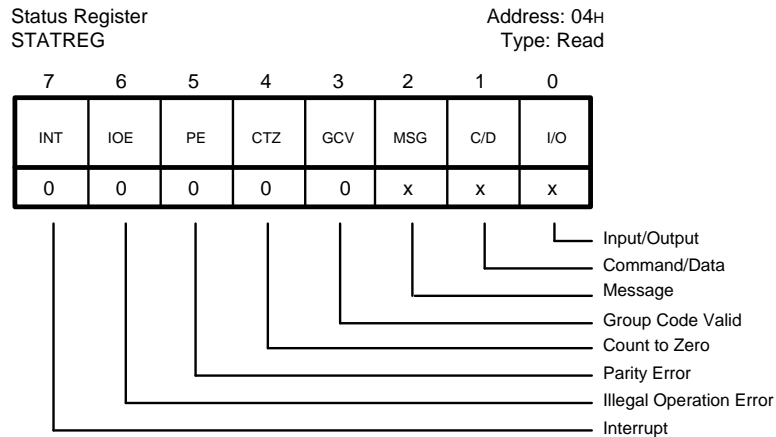 Status Register Address: 04H
STATREG Type: Read
7 6 5 4 3 2 1 0
INT IOE PE CTZ GCV MSG C/D I/O
0 0 0 0 0 x x x
Input/Output
Command/Data
Message
Group Code Valid
Count to Zero
Parity Error
Illegal Operation Error
Interrupt